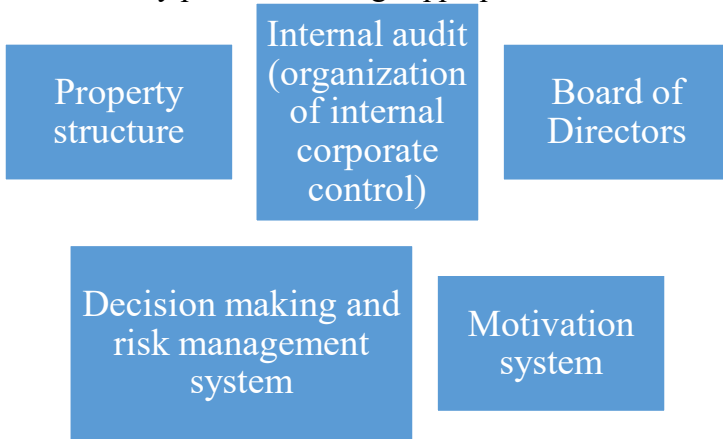 Property
structure
Internal audit
(organization
of internal
corporate
control)
Board of
Directors
Decision making and
risk management
system
Motivation
system